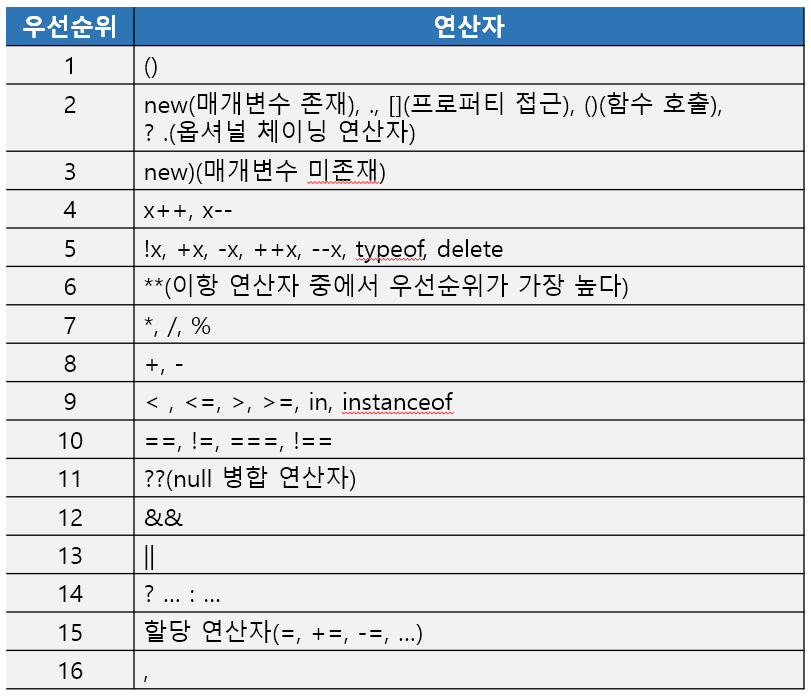 우선순위 연산자
1 ()
2 new(매개변수 존재), ., [](프로퍼티 접근), ()(함수 호출),
? .(옵셔널 체이닝 연산자)
3 new)(매개변수 미존재)
4 x++, x--
5 !x, +x, -x, ++x, --x, typeof, delete
6 **(이항 연산자 중에서 우선순위가 가장 높다)
7 *, /, %
8 +, -
9 < , <=, >, >=, in, instanceof
10 ==, !=, ===, !==
11 ??(null 병합 연산자)
12 &&
13 ||
14 ? ... : ...
15 할당 연산자(=, +=, -=, ...)
16 ,